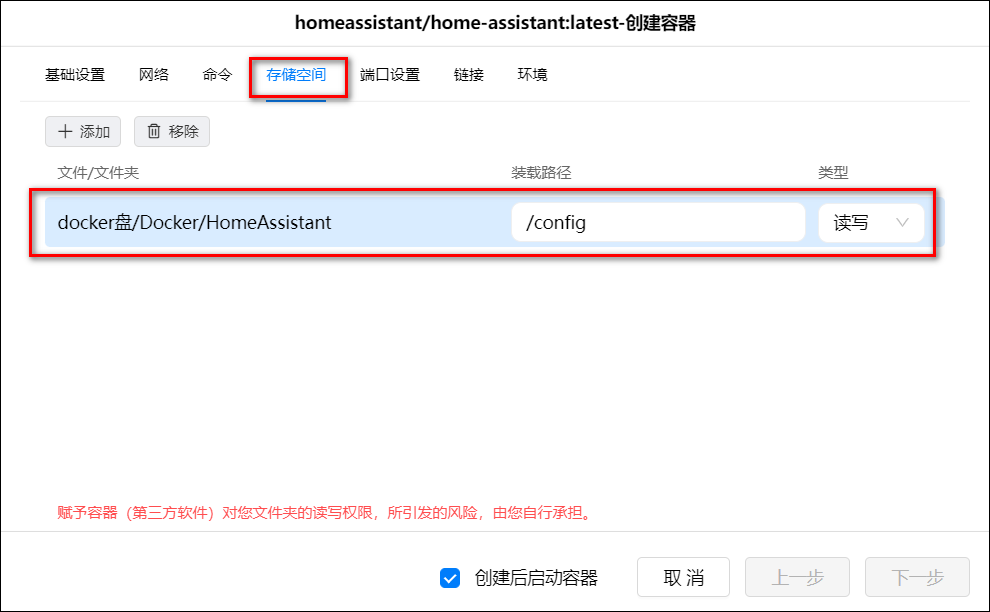 homeassistant/home-assistant:latest-创建容器
基础设置 网络 命令 存储空间 端口设置 链接 环境
添加 移除
文件/文件夹 装载路径 类型
docker盘/Docker/HomeAssistant /config 读写
赋予容器（第三方软件）对您文件夹的读写权限，所引发的风险，由您自行承担。
创建后启动容器 取 消 上一步 下一步